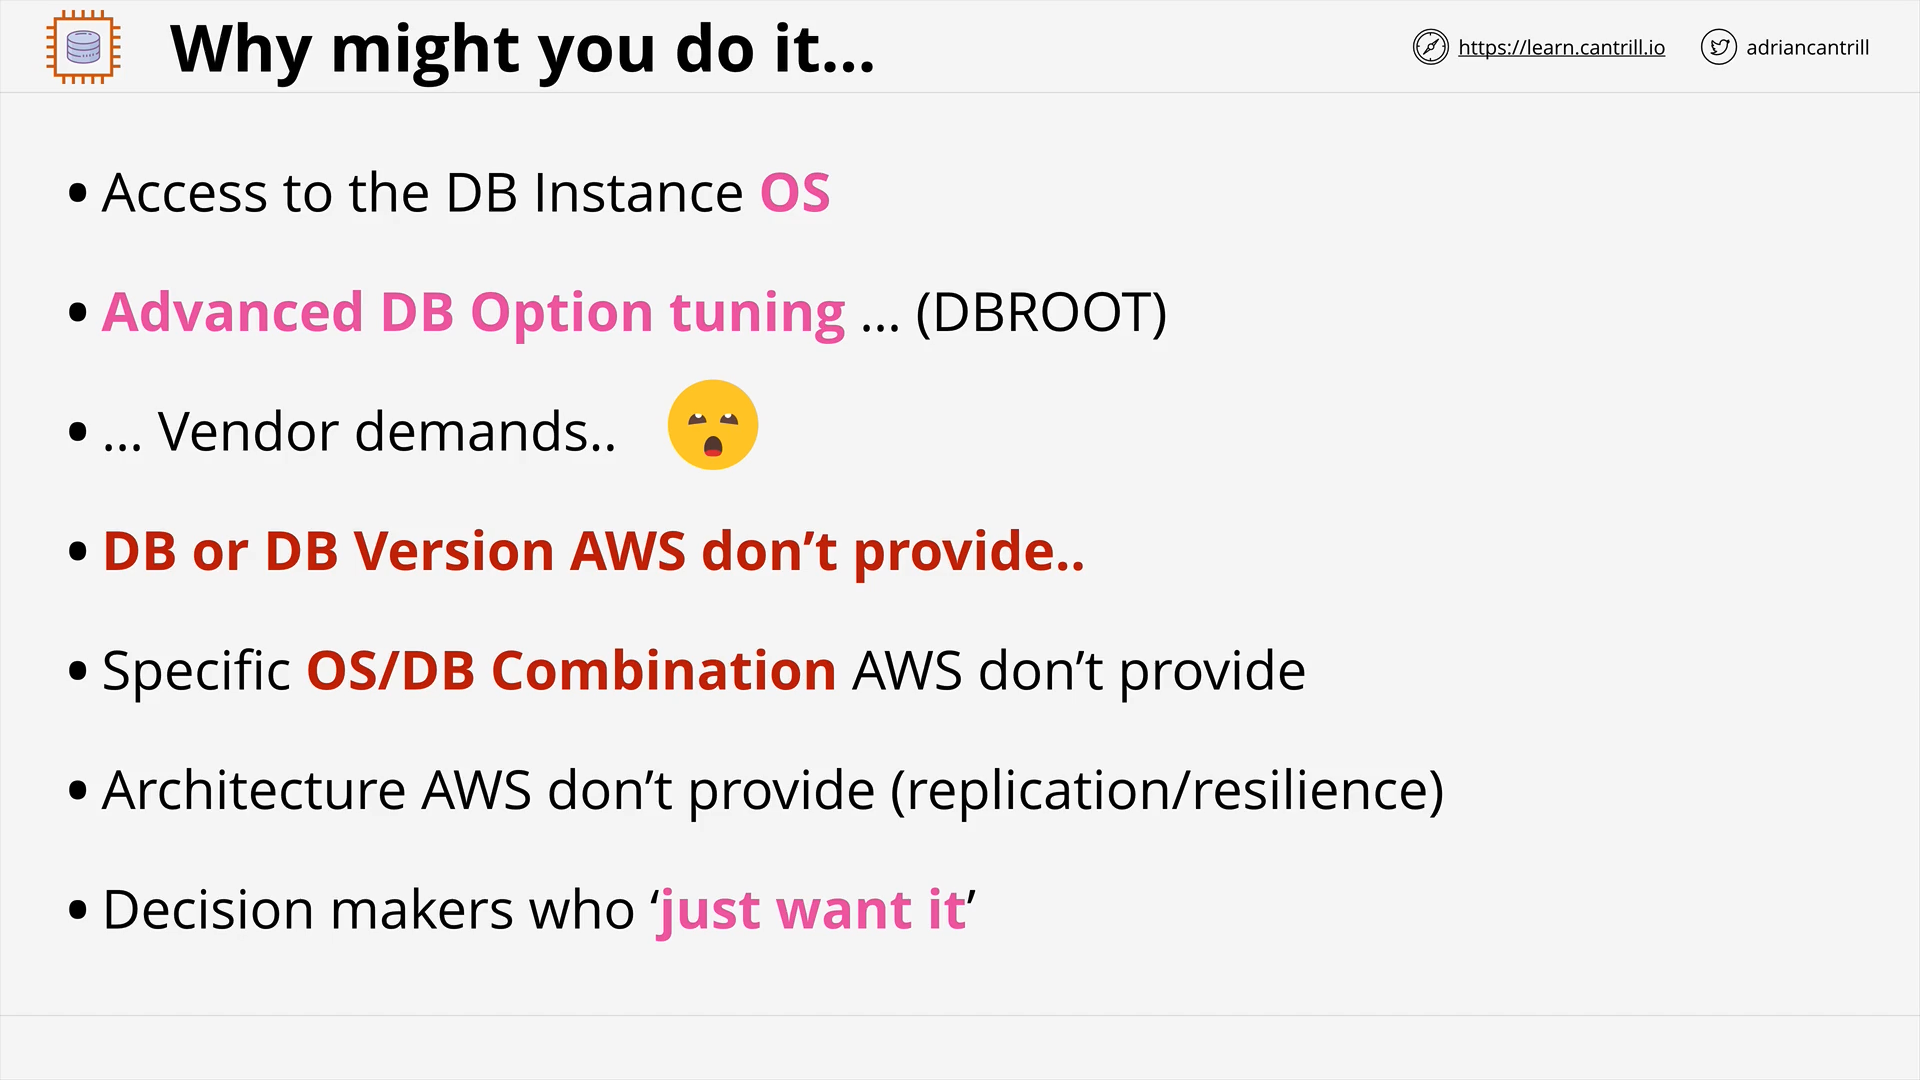 Why might you do it...
https://learn.cantrill.io
adriancantrill
• Access to the DB Instance OS
• Advanced DB Option tuning ... (DBROOT)
• ... Vendor demands..
• DB or DB Version AWS don’t provide..
• Specific OS/DB Combination AWS don’t provide
• Architecture AWS don’t provide (replication/resilience)
• Decision makers who ‘just want it’